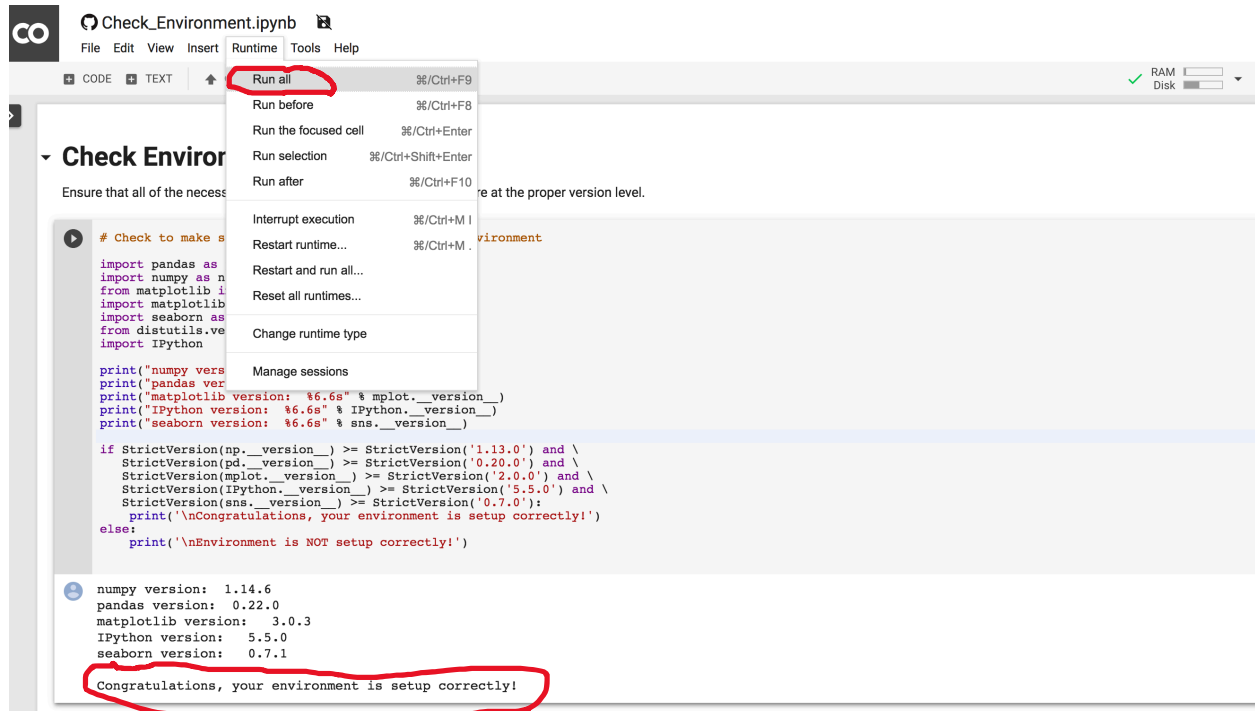 CO
Check_Environment.ipynb
File Edit View Insert Runtime Tools Help
CODE TEXT
RAM
Disk
Run all ⌘/Ctrl+F9
Run before ⌘/Ctrl+F8
Run the focused cell ⌘/Ctrl+Enter
Run selection ⌘/Ctrl+Shift+Enter
Run after ⌘/Ctrl+F10
Interrupt execution ⌘/Ctrl+M I
Restart runtime... ⌘/Ctrl+M .
Restart and run all...
Reset all runtimes...
Change runtime type
Manage sessions
Check
Ensure that all of the at the proper version level.
# Check to make
import pandas as
import numpy as
from matplotlib
import matplotlib
import seaborn as
from
import IPython
print("numpy
print("pandas
print("matplotlib version:  %6.6s" % mplot.__version__)
print("IPython version:  %6.6s" % IPython.__version__)
print("seaborn version:  %6.6s" % sns.__version__)
if StrictVersion(np.__version__) >= StrictVersion('1.13.0') and \
   StrictVersion(pd.__version__) >= StrictVersion('0.20.0') and \
   StrictVersion(mplot.__version__) >= StrictVersion('2.0.0') and \
   StrictVersion(IPython.__version__) >= StrictVersion('5.5.0') and \
   StrictVersion(sns.__version__) >= StrictVersion('0.7.0'):
    print('\nCongratulations, your environment is setup correctly!')
else:
    print('\nEnvironment is NOT setup correctly!')
numpy version:  1.14.6
pandas version:  0.22.0
matplotlib version:   3.0.3
IPython version:   5.5.0
seaborn version:   0.7.1
Congratulations, your environment is setup correctly!